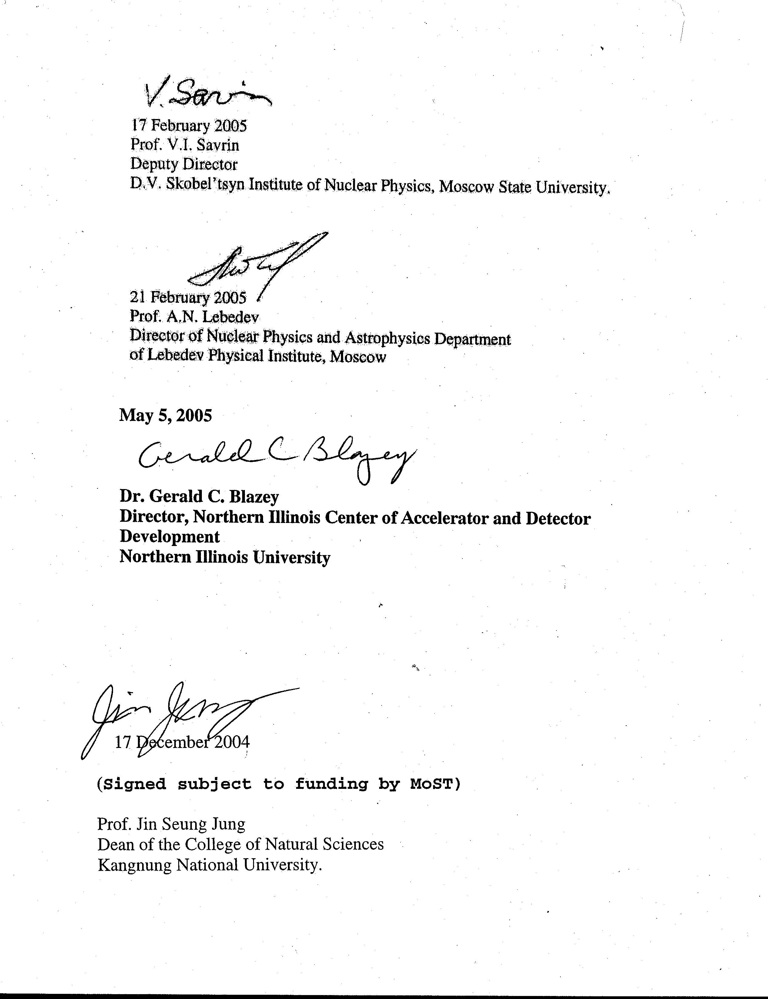 V. Savrin
17 February 2005
Prof. V.I. Savrin
Deputy Director
D.V. Skobel'tsyn Institute of Nuclear Physics, Moscow State University.
21 February 2005
Prof. A.N. Lebedev
Director of Nuclear Physics and Astrophysics Department
of Lebedev Physical Institute, Moscow
May 5, 2005
Gerald C Blazey
Dr. Gerald C. Blazey
Director, Northern Illinois Center of Accelerator and Detector
Development
Northern Illinois University
Jin Jung
17 December 2004
(Signed subject to funding by MoST)
Prof. Jin Seung Jung
Dean of the College of Natural Sciences
Kangnung National University.